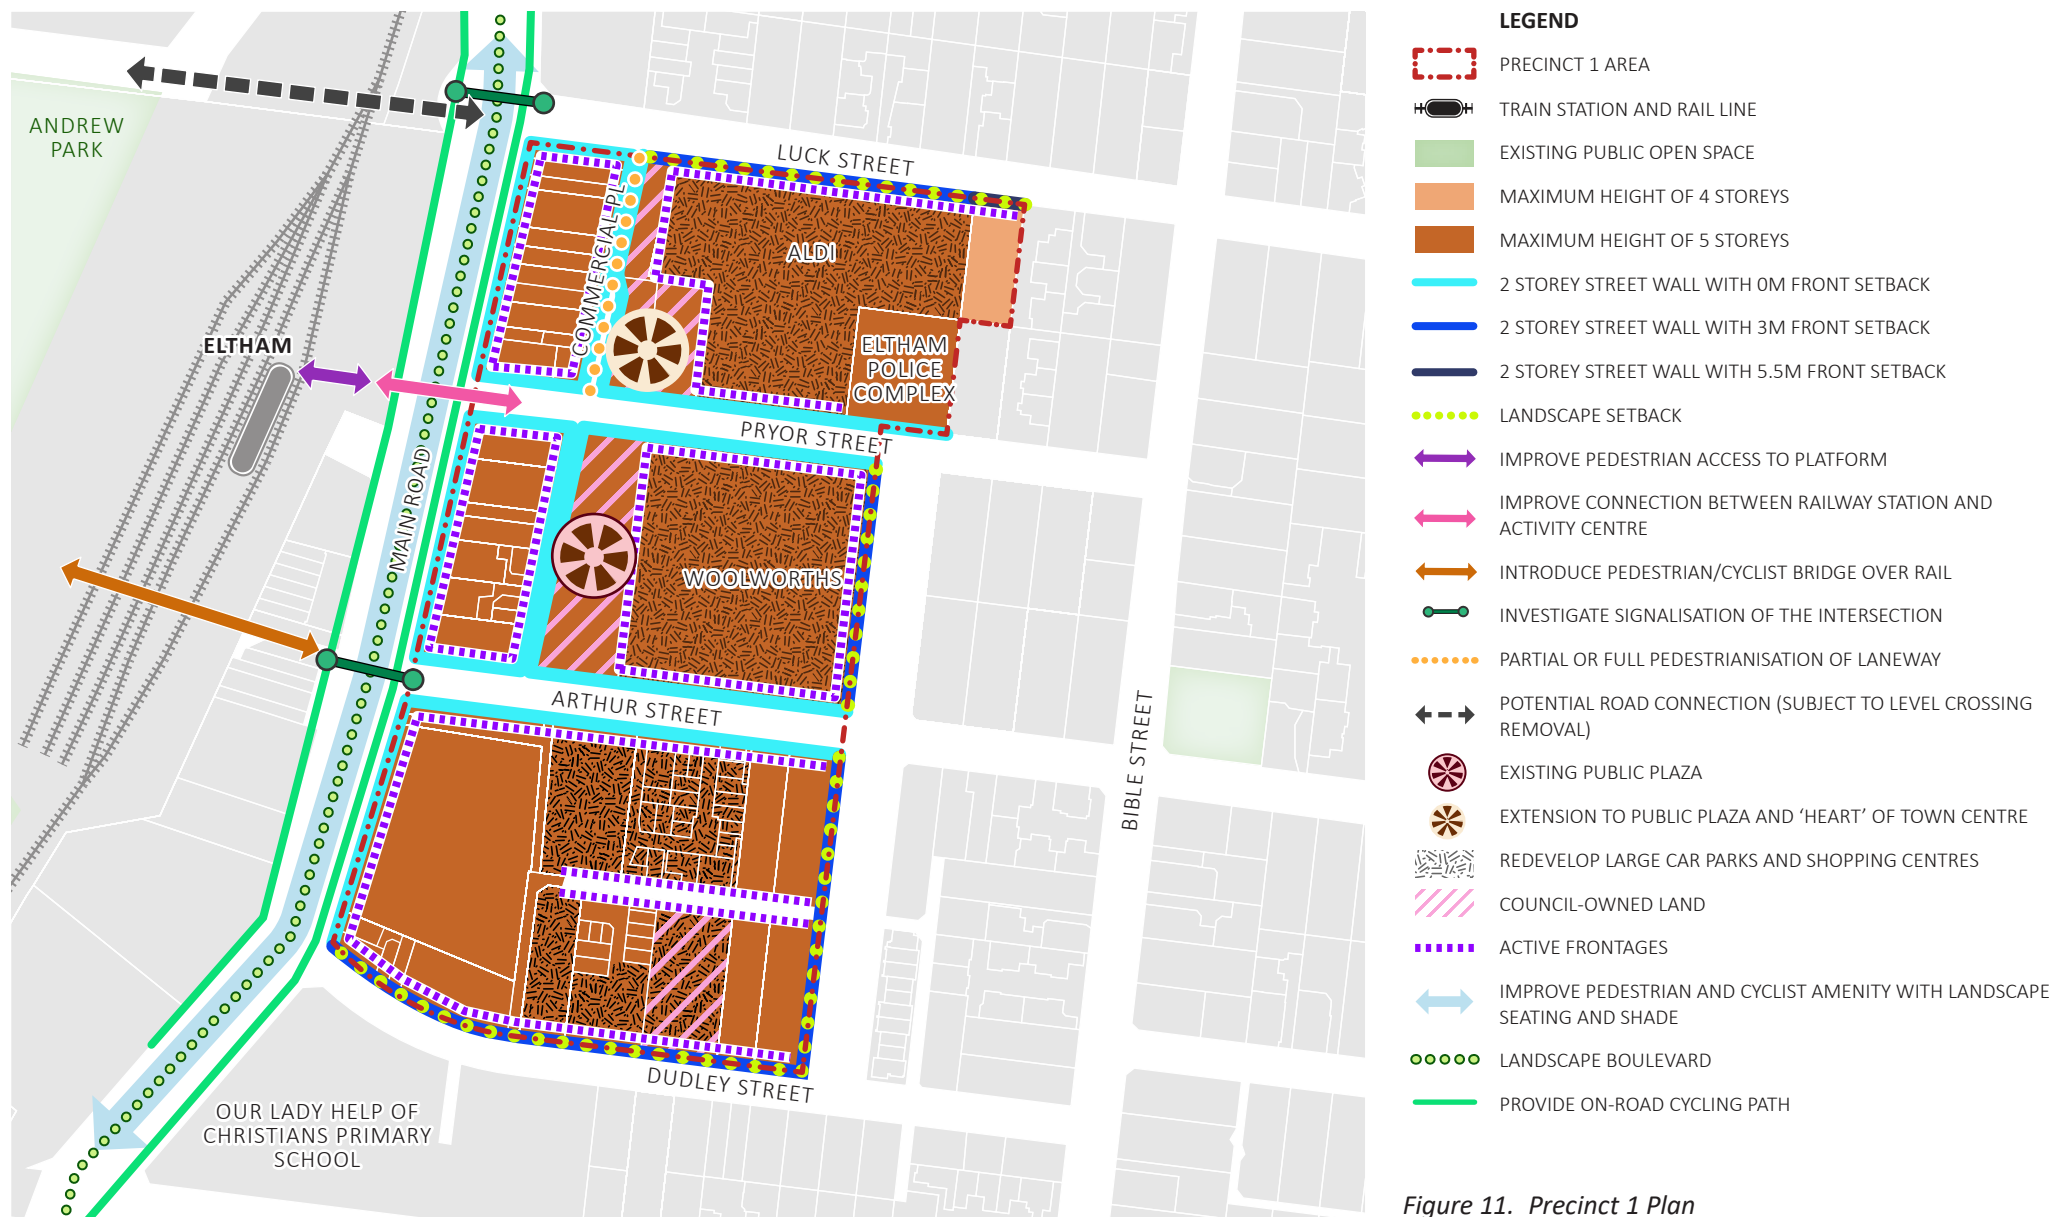 ANDREW
PARK
LUCK STREET
COMMERCIAL PL
ALDI
ELTHAM
ELTHAM
POLICE
COMPLEX
PRYOR STREET
MAIN ROAD
WOOLWORTHS
ARTHUR STREET
BIBLE STREET
DUDLEY STREET
OUR LADY HELP OF
CHRISTIANS PRIMARY
SCHOOL
LEGEND
PRECINCT 1 AREA
TRAIN STATION AND RAIL LINE
EXISTING PUBLIC OPEN SPACE
MAXIMUM HEIGHT OF 4 STOREYS
MAXIMUM HEIGHT OF 5 STOREYS
2 STOREY STREET WALL WITH 0M FRONT SETBACK
2 STOREY STREET WALL WITH 3M FRONT SETBACK
2 STOREY STREET WALL WITH 5.5M FRONT SETBACK
LANDSCAPE SETBACK
IMPROVE PEDESTRIAN ACCESS TO PLATFORM
IMPROVE CONNECTION BETWEEN RAILWAY STATION AND
ACTIVITY CENTRE
INTRODUCE PEDESTRIAN/CYCLIST BRIDGE OVER RAIL
INVESTIGATE SIGNALISATION OF THE INTERSECTION
PARTIAL OR FULL PEDESTRIANISATION OF LANEWAY
POTENTIAL ROAD CONNECTION (SUBJECT TO LEVEL CROSSING
REMOVAL)
EXISTING PUBLIC PLAZA
EXTENSION TO PUBLIC PLAZA AND ‘HEART’ OF TOWN CENTRE
REDEVELOP LARGE CAR PARKS AND SHOPPING CENTRES
COUNCIL-OWNED LAND
ACTIVE FRONTAGES
IMPROVE PEDESTRIAN AND CYCLIST AMENITY WITH LANDSCAPE
SEATING AND SHADE
LANDSCAPE BOULEVARD
PROVIDE ON-ROAD CYCLING PATH
Figure 11. Precinct 1 Plan